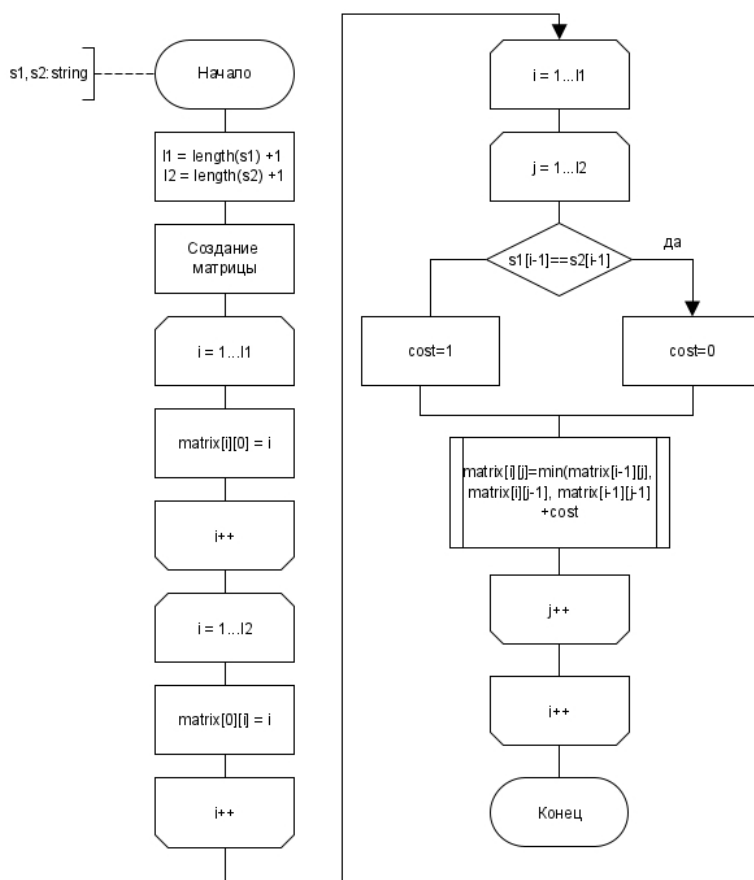 s1,s2:string
Начало
l1 = length(s1) +1
l2 = length(s2) +1
Создание
матрицы
i = 1...l1
matrix[i][0] = i
i++
i = 1...l2
matrix[0][i] = i
i++
i = 1...l1
j = 1...l2
s1[i-1]==s2[i-1]
да
cost=1
cost=0
matrix[i][j]=min(matrix[i-1][j],
matrix[i][j-1], matrix[i-1][j-1]
+cost
j++
i++
Конец